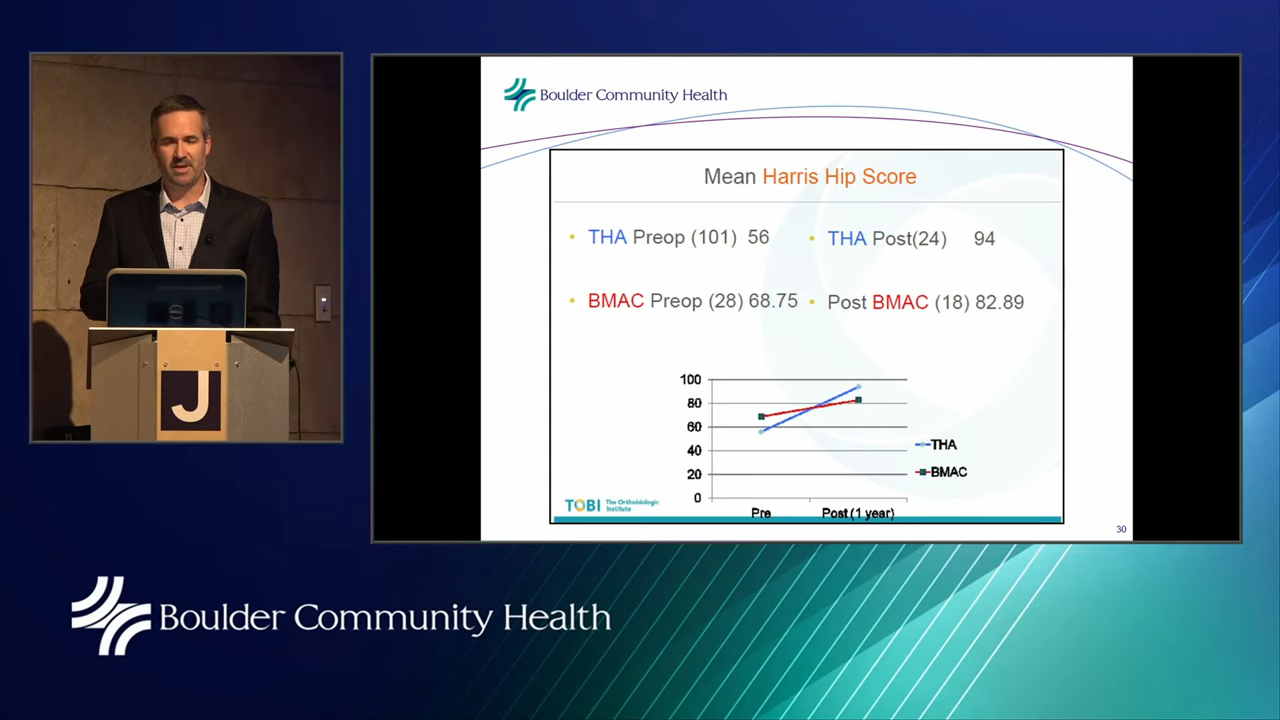 Boulder Community Health
Mean Harris Hip Score
• THA Preop (101) 56
• THA Post(24) 94
• BMAC Preop (28) 68.75
• Post BMAC (18) 82.89
100
80
60
40
20
0
Pre
Post (1 year)
THA
BMAC
TOBI The Orthobiologic
Institute
30
DELL
J
Boulder Community Health